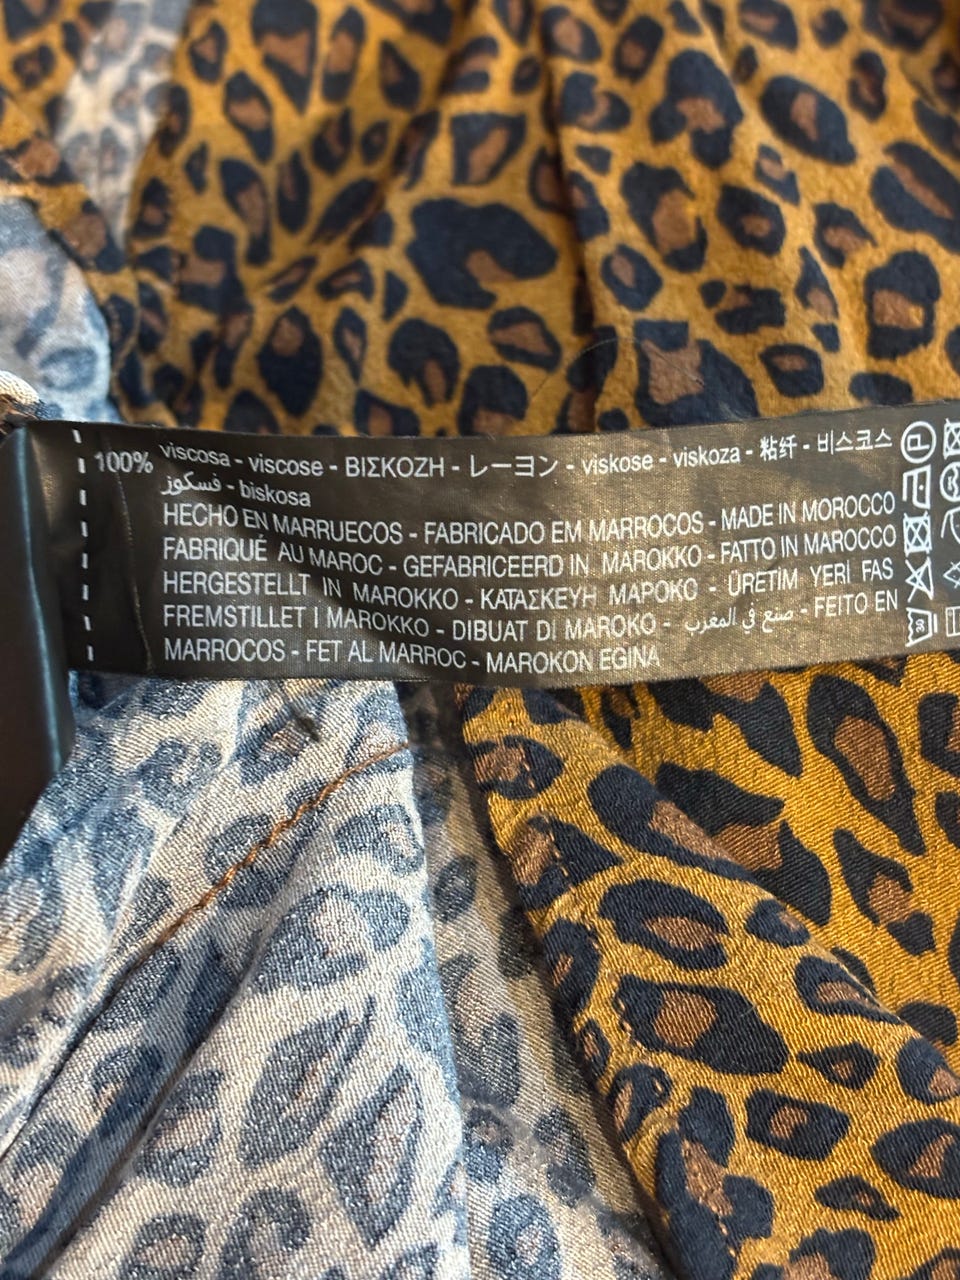 100% viscosa - viscose - ΒΙΣΚΟΖΗ - レーヨン - viskose - viskoza - 粘纤 - 비스코스
فسكوز - biskosa
HECHO EN MARRUECOS - FABRICADO EM MARROCOS - MADE IN MOROCCO
FABRIQUÉ AU MAROC - GEFABRICEERD IN MAROKKO - FATTO IN MAROCCO
HERGESTELLT IN MAROKKO - ΚΑΤΑΣΚΕΥΗ ΜΑΡΟΚΟ - ÜRETİM YERİ FAS
FREMSTILLET I MAROKKO - DIBUAT DI MAROKO - صنع في المغرب - FEITO EN
MARROCOS - FET AL MARROC - MAROKON EGINA
30